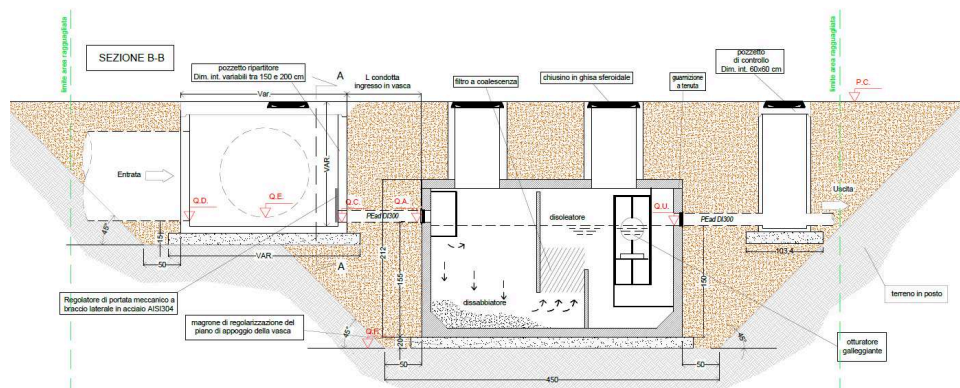 SEZIONE B-B
limite area ragguagliata
pozzetto ripartitore
Dim. int. variabili tra 150 e 200 cm
A
L condotta
ingresso in vasca
filtro a coalescenza
chiusino in ghisa sferoidale
guarnizione
a tenuta
pozzetto
di controllo
Dim. int. 60x60 cm
limite area ragguagliata
P.C.
Var.
VAR.
Entrata
Uscita
Q.D.
Q.E.
Q.C.
Q.A.
Q.U.
PEad DI300
PEad DI300
disoleatore
dissabbiatore
45°
15
50
VAR.
A
212
155
150
103,4
Regolatore di portata meccanico a
braccio laterale in acciaio AISI304
terreno in posto
magrone di regolarizzazione del
piano di appoggio della vasca
45°
Q.F.
20
45°
otturatore
galleggiante
50
50
450